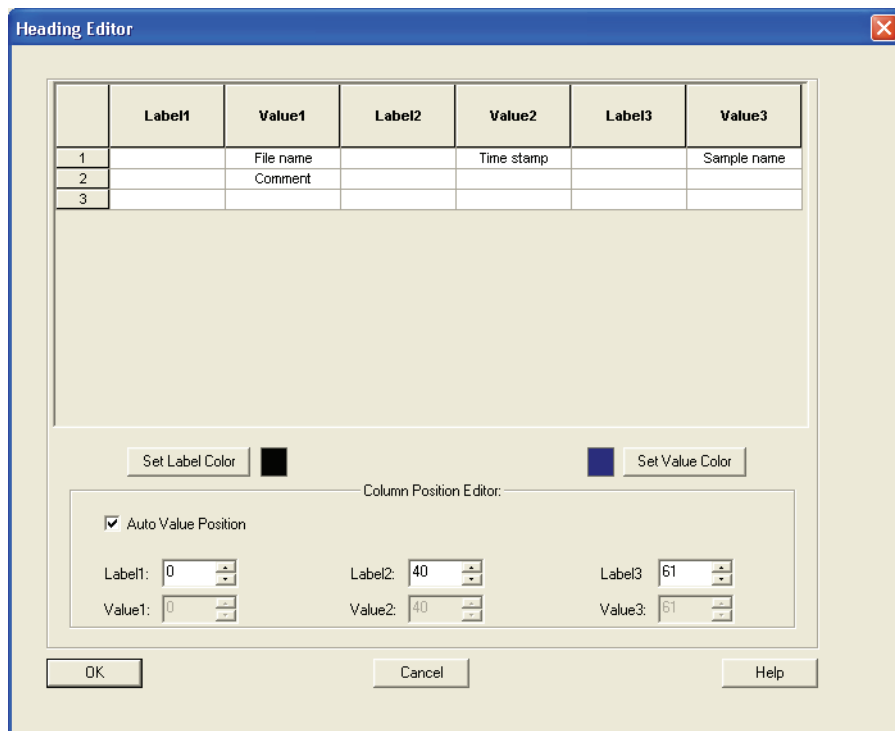 Heading Editor
Label1 Value1 Label2 Value2 Label3 Value3
1 File name Time stamp Sample name
2 Comment
3
Set Label Color Set Value Color
Column Position Editor:
Auto Value Position
Label1: 0 Label2: 40 Label3 61
Value1: 0 Value2: 40 Value3: 61
OK Cancel Help